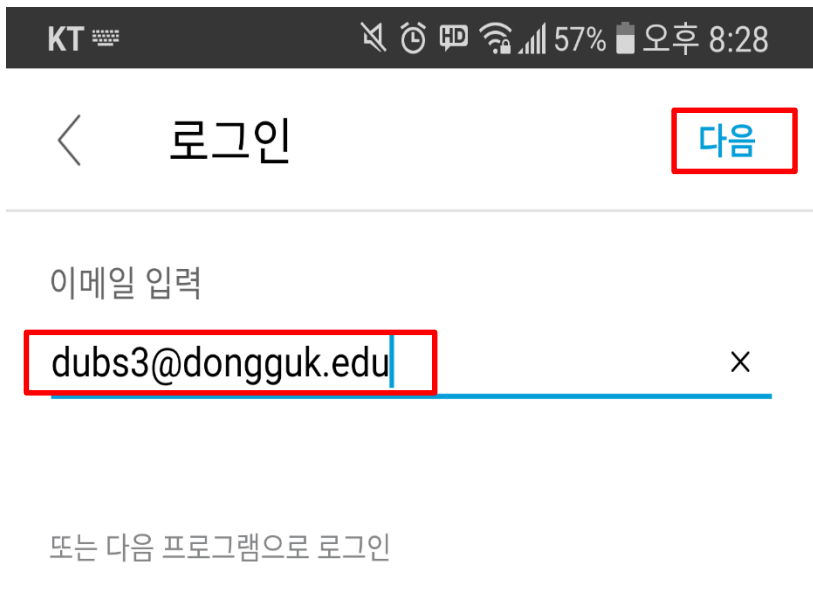 KT 57% 오후 8:28
로그인 다음
이메일 입력
dubs3@dongguk.edu
또는 다음 프로그램으로 로그인